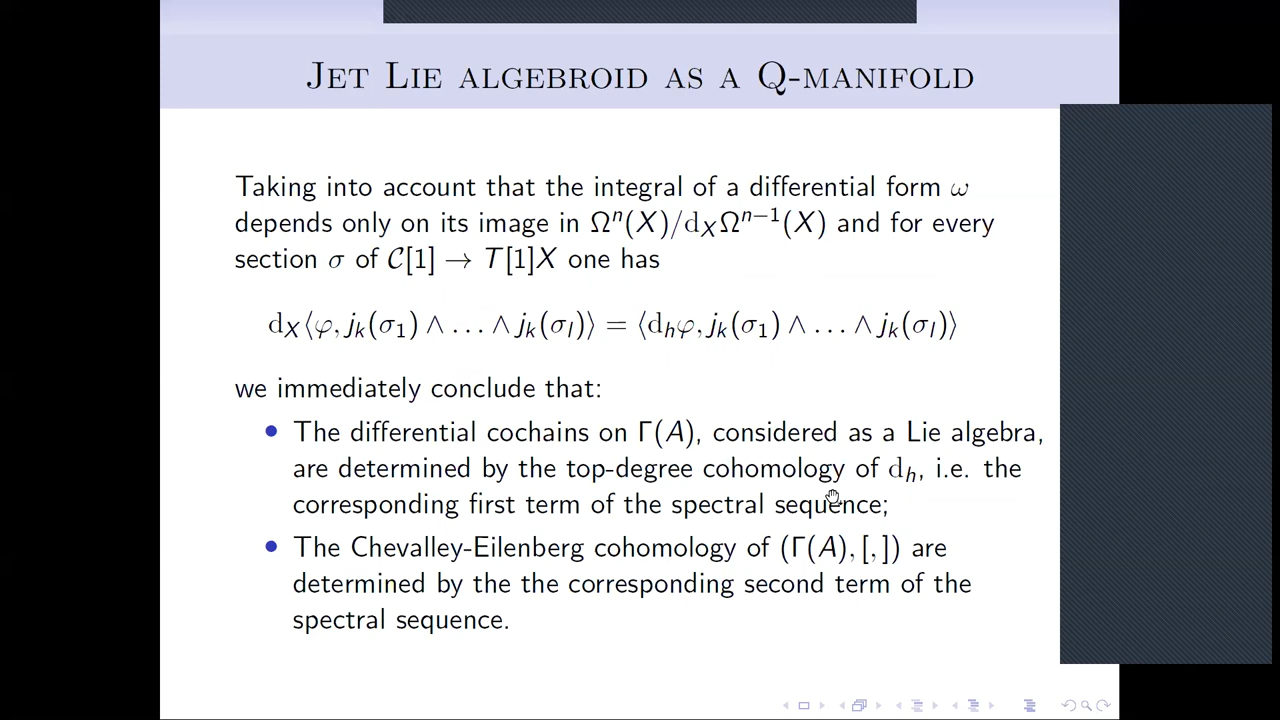 Jet Lie algebroid as a Q-manifold
Taking into account that the integral of a differential form ω
depends only on its image in Ωⁿ(X)/d_XΩⁿ⁻¹(X) and for every
section σ of 𝒞[1] → T[1]X one has
d_X⟨φ, j_k(σ_1) ∧ … ∧ j_k(σ_l)⟩ = ⟨d_hφ, j_k(σ_1) ∧ … ∧ j_k(σ_l)⟩
we immediately conclude that:
• The differential cochains on Γ(A), considered as a Lie algebra,
are determined by the top-degree cohomology of d_h, i.e. the
corresponding first term of the spectral sequence;
• The Chevalley-Eilenberg cohomology of (Γ(A), [, ]) are
determined by the the corresponding second term of the
spectral sequence.